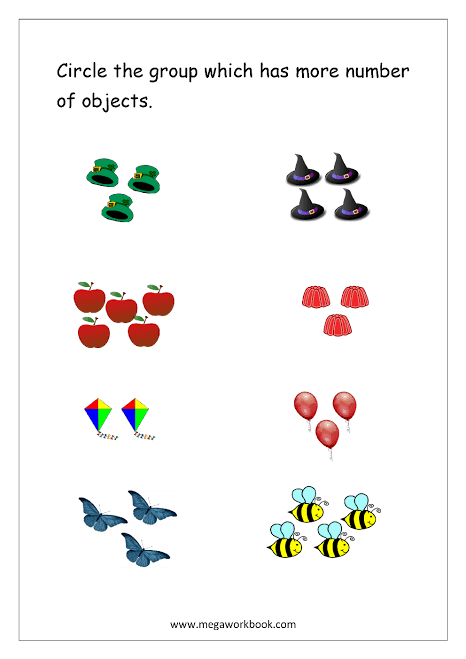 Circle the group which has more number
of objects.
www.megaworkbook.com